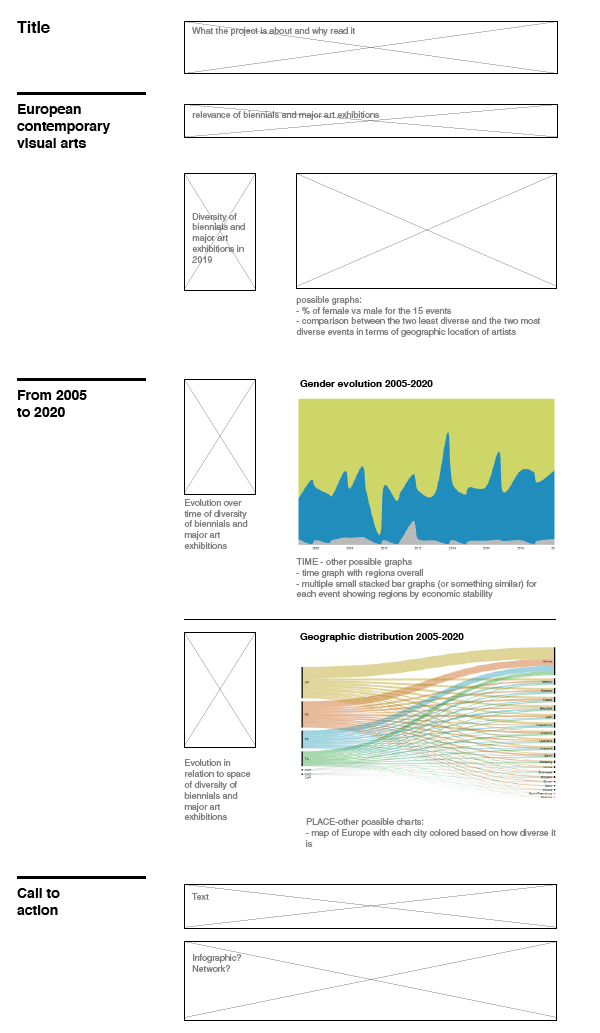 Title
What the project is about and why read it
European
contemporary
visual arts
relevance of biennials and major art exhibitions
Diversity of
biennials and
major art
exhibitions in
2019
possible graphs:
- % of female vs male for the 15 events
- comparison between the two least diverse and the two most
diverse events in terms of geographic location of artists
From 2005
to 2020
Gender evolution 2005-2020
Evolution over
time of diversity
of biennials and
major art
exhibitions
TIME - other possible graphs
- time graph with regions overall
- multiple small stacked bar graphs (or something similar) for
each event showing regions by economic stability
Geographic distribution 2005-2020
Evolution in
relation to space
of diversity of
biennials and
major art
exhibitions
PLACE-other possible charts:
- map of Europe with each city colored based on how diverse it
is
Call to
action
Text
Infographic?
Network?